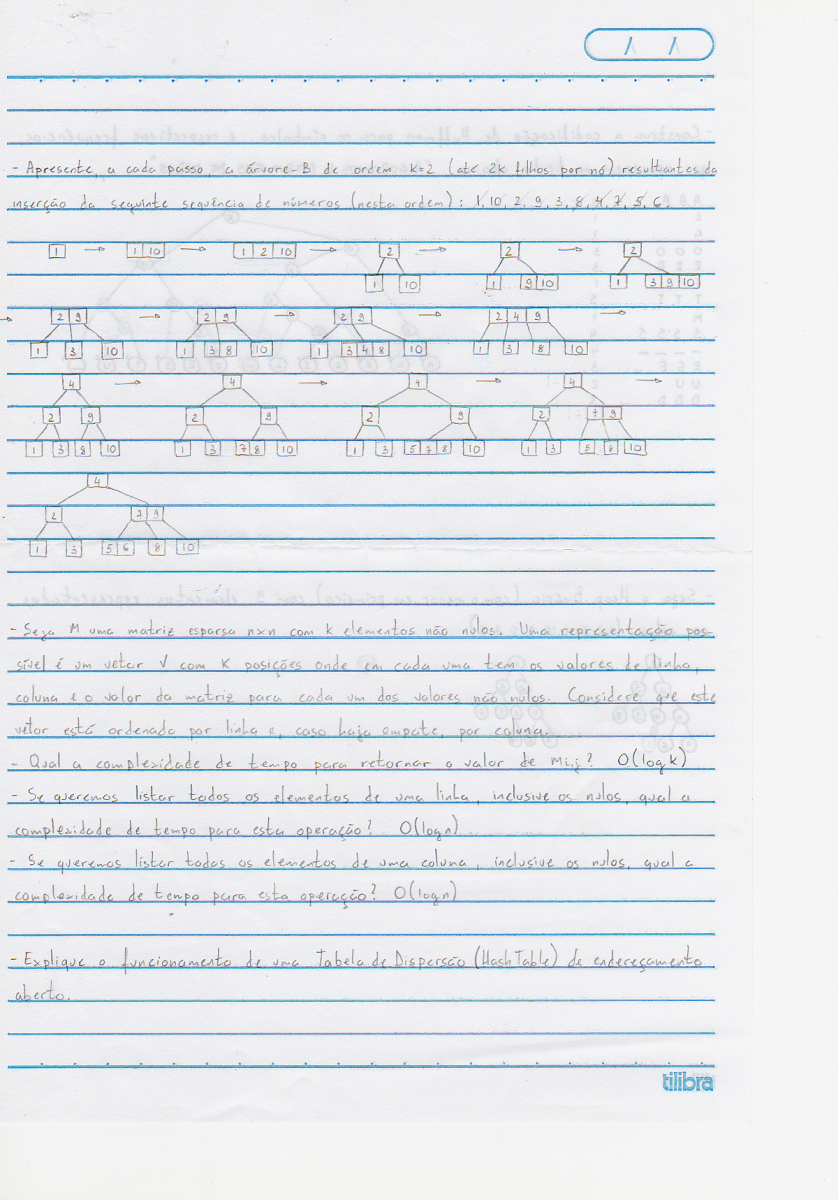 - Apresente, a cada passo, a árvore-B de ordem k=2 (até 2k filhos por nó) resultantes da
inserção da seguinte sequência de números (nesta ordem): 1, 10, 2, 9, 3, 8, 4, 7, 5, 6.
1 → 1 10 → 1 2 10 → 2 → 2 → 2
1 10 1 9 10 1 3 9 10
→ 2 9 → 2 9 → 2 9 → 2 4 9 →
1 3 10 1 3 8 10 1 3 4 8 10 1 3 8 10
4 → 4 → 4 → 4 →
2 9 2 9 2 9 2 7 9
1 3 8 10 1 3 7 8 10 1 3 5 7 8 10 1 3 5 8 10
4
2 7 9
1 3 5 6 8 10
- Seja M uma matriz esparsa nxn com k elementos não nulos. Uma representação pos-
sível é um vetor V com K posições onde em cada uma tem os valores de linha,
coluna e o valor da matriz para cada um dos valores não nulos. Considere que este
vetor está ordenado por linha e, caso haja empate, por coluna.
- Qual a complexidade de tempo para retornar o valor de Mi,j? O(log k)
- Se queremos listar todos os elementos de uma linha, inclusive os nulos, qual a
complexidade de tempo para esta operação? O(logn)
- Se queremos listar todos os elementos de uma coluna, inclusive os nulos, qual a
complexidade de tempo para esta operação? O(logn)
- Explique o funcionamento de uma Tabela de Dispersão (Hash Table) de endereçamento
aberto.
tilibra